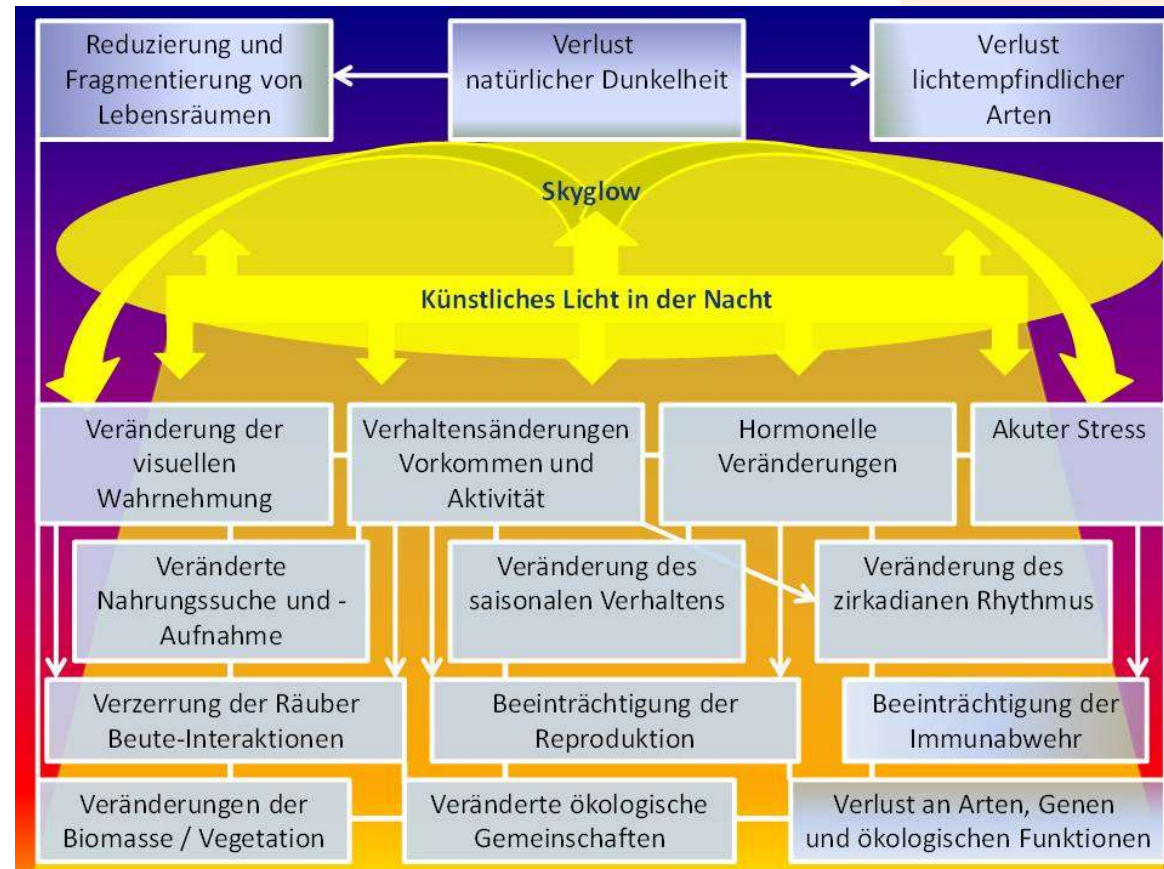 Reduzierung und
Fragmentierung von
Lebensräumen
Verlust
natürlicher Dunkelheit
Verlust
lichtempfindlicher
Arten
Skyglow
Künstliches Licht in der Nacht
Veränderung der
visuellen
Wahrnehmung
Verhaltensänderungen
Vorkommen und
Aktivität
Hormonelle
Veränderungen
Akuter Stress
Veränderte
Nahrungssuche und -
Aufnahme
Veränderung des
saisonalen Verhaltens
Veränderung des
zirkadianen Rhythmus
Verzerrung der Räuber
Beute-Interaktionen
Beeinträchtigung der
Reproduktion
Beeinträchtigung der
Immunabwehr
Veränderungen der
Biomasse / Vegetation
Veränderte ökologische
Gemeinschaften
Verlust an Arten, Genen
und ökologischen Funktionen